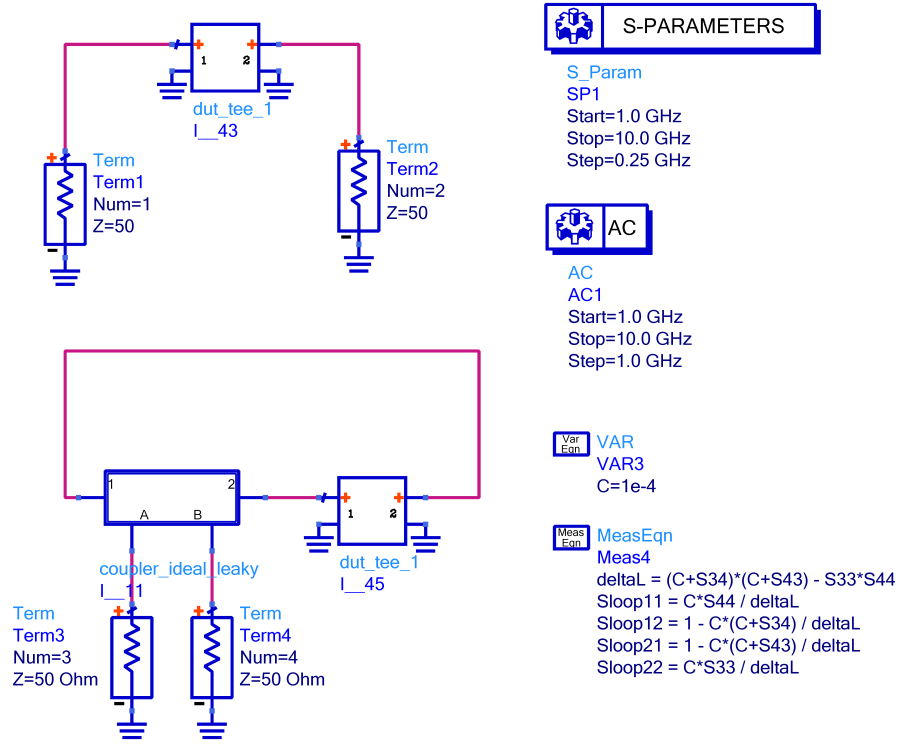 1
2
dut_tee_1
I__43
Term
Term1
Num=1
Z=50
Term
Term2
Num=2
Z=50
S-PARAMETERS
S_Param
SP1
Start=1.0 GHz
Stop=10.0 GHz
Step=0.25 GHz
AC
AC
AC1
Start=1.0 GHz
Stop=10.0 GHz
Step=1.0 GHz
1
2
A
B
coupler_ideal_leaky
I__11
1
2
dut_tee_1
I__45
Term
Term3
Num=3
Z=50 Ohm
Term
Term4
Num=4
Z=50 Ohm
Var
Eqn
VAR
VAR3
C=1e-4
Meas
Eqn
MeasEqn
Meas4
deltaL = (C+S34)*(C+S43) - S33*S44
Sloop11 = C*S44 / deltaL
Sloop12 = 1 - C*(C+S34) / deltaL
Sloop21 = 1 - C*(C+S43) / deltaL
Sloop22 = C*S33 / deltaL